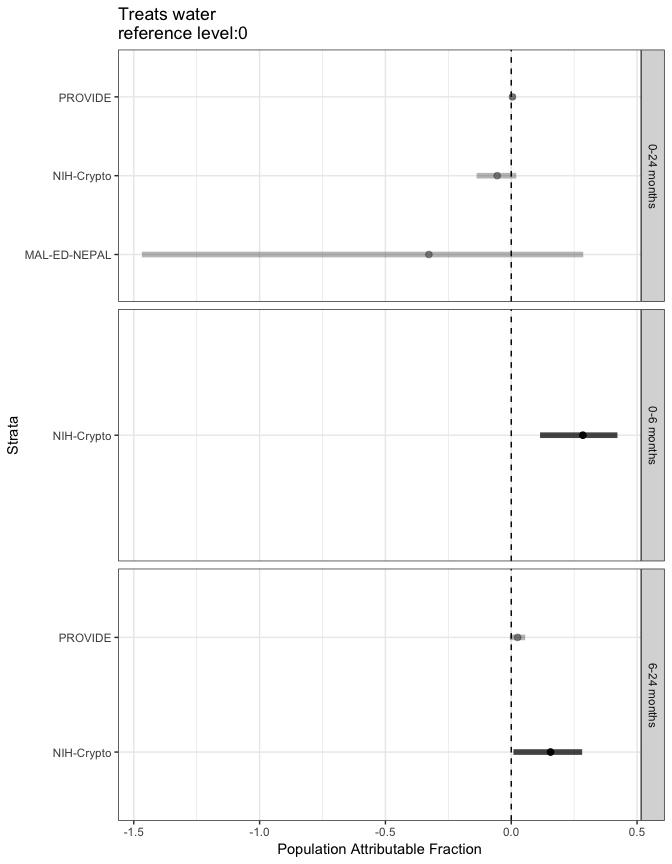 Treats water
reference level:0
PROVIDE
NIH-Crypto
MAL-ED-NEPAL
0-24 months
Strata
NIH-Crypto
0-6 months
PROVIDE
NIH-Crypto
6-24 months
-1.5 -1.0 -0.5 0.0 0.5
Population Attributable Fraction